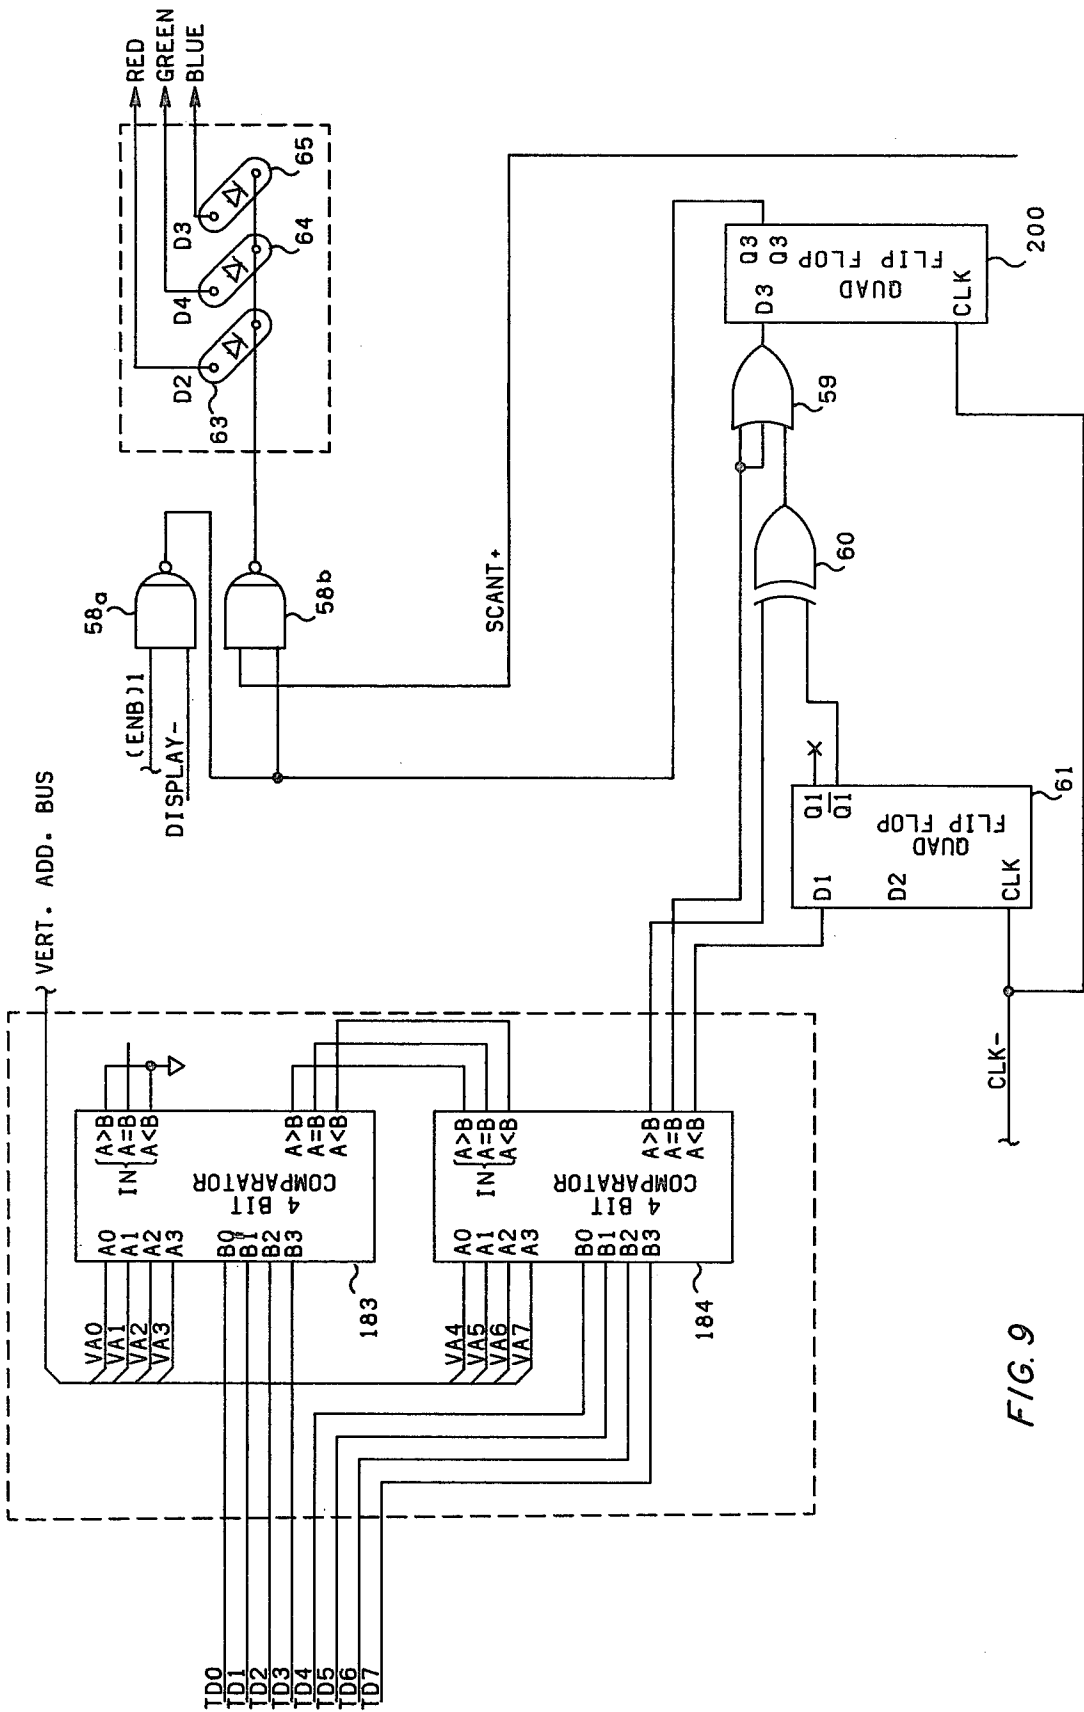 RED
GREEN
BLUE
D2
D4
D3
63
64
65
58a
58b
(ENB)1
DISPLAY-
SCANT+
VERT. ADD. BUS
A0
A1
A2
A3
B0
B1
B2
B3
IN
A>B
A=B
A<B
4 BIT
COMPARATOR
A>B
A=B
A<B
183
VA0
VA1
VA2
VA3
A0
A1
A2
A3
B0
B1
B2
B3
IN
A>B
A=B
A<B
4 BIT
COMPARATOR
A>B
A=B
A<B
184
VA4
VA5
VA6
VA7
TD0
TD1
TD2
TD3
TD4
TD5
TD6
TD7
CLK-
D1
D2
CLK
Q1
Q1
QUAD
FLIP FLOP
61
60
59
D3
CLK
Q3
Q3
QUAD
FLIP FLOP
200
FIG. 9